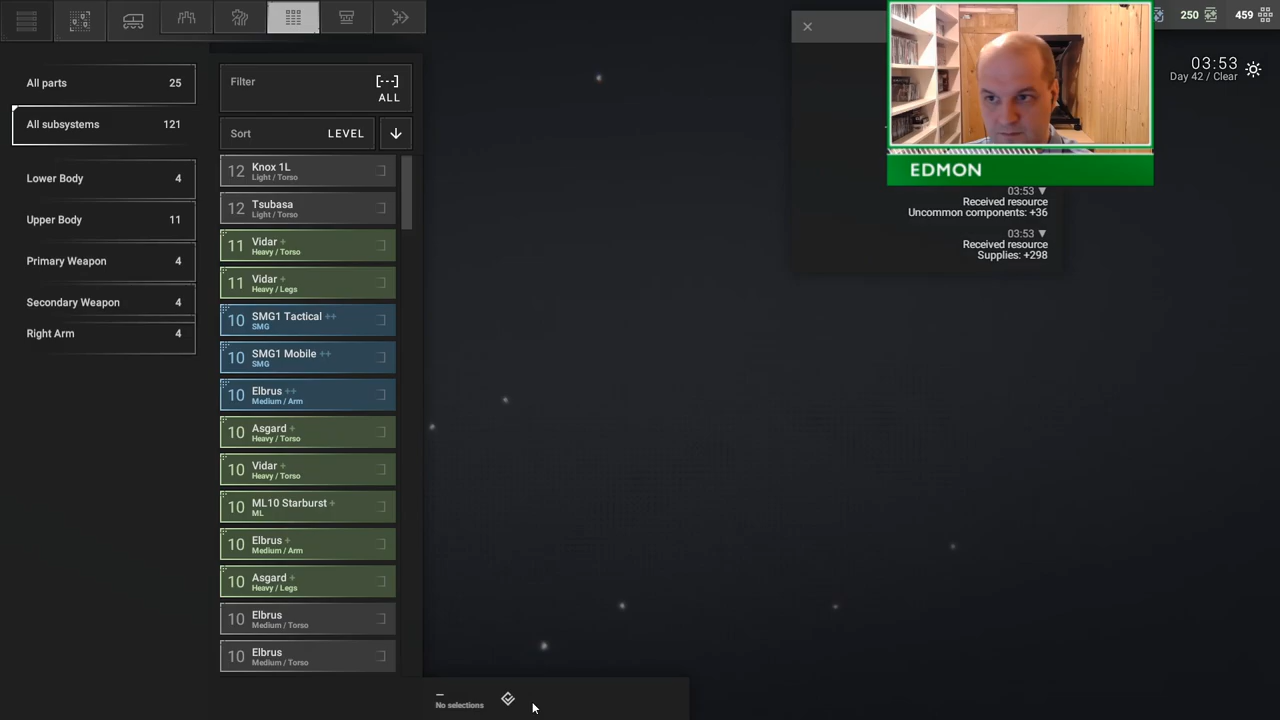 250
459
03:53
Day 42 / Clear
All parts 25
All subsystems 121
Lower Body 4
Upper Body 11
Primary Weapon 4
Secondary Weapon 4
Right Arm 4
Filter
[---]
ALL
Sort LEVEL
12 Knox 1L
Light / Torso
12 Tsubasa
Light / Torso
11 Vidar +
Heavy / Torso
11 Vidar +
Heavy / Legs
10 SMG1 Tactical ++
SMG
10 SMG1 Mobile ++
SMG
10 Elbrus ++
Medium / Arm
10 Asgard +
Heavy / Torso
10 Vidar +
Heavy / Torso
10 ML10 Starburst +
ML
10 Elbrus +
Medium / Arm
10 Asgard +
Heavy / Legs
10 Elbrus
Medium / Torso
10 Elbrus
Medium / Torso
EDMON
03:53
Received resource
Uncommon components: +36
03:53
Received resource
Supplies: +298
No selections